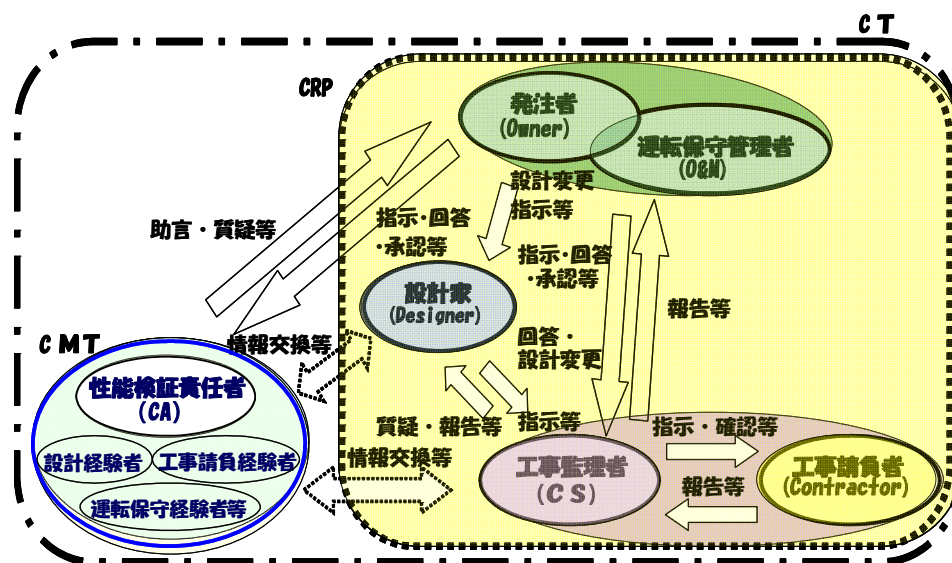 CT
CRP
発注者
(Owner)
運転保守管理者
(O&M)
設計変更
指示等
助言・質疑等
指示・回答
・承認等
指示・回答
・承認等
設計家
(Designer)
報告等
CMT
情報交換等
回答・
設計変更
指示等
性能検証責任者
(CA)
設計経験者
工事請負経験者
運転保守経験者等
質疑・報告等
情報交換等
指示・確認等
工事監理者
(CS)
報告等
工事請負者
(Contractor)